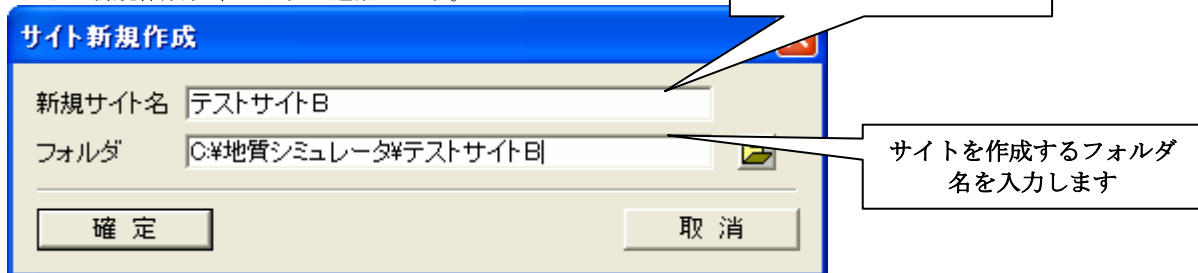 サイト新規作成
新規サイト名 テストサイトB
フォルダ C:¥地質シミュレータ¥テストサイトB
サイトを作成するフォルダ
名を入力します
確 定 取 消